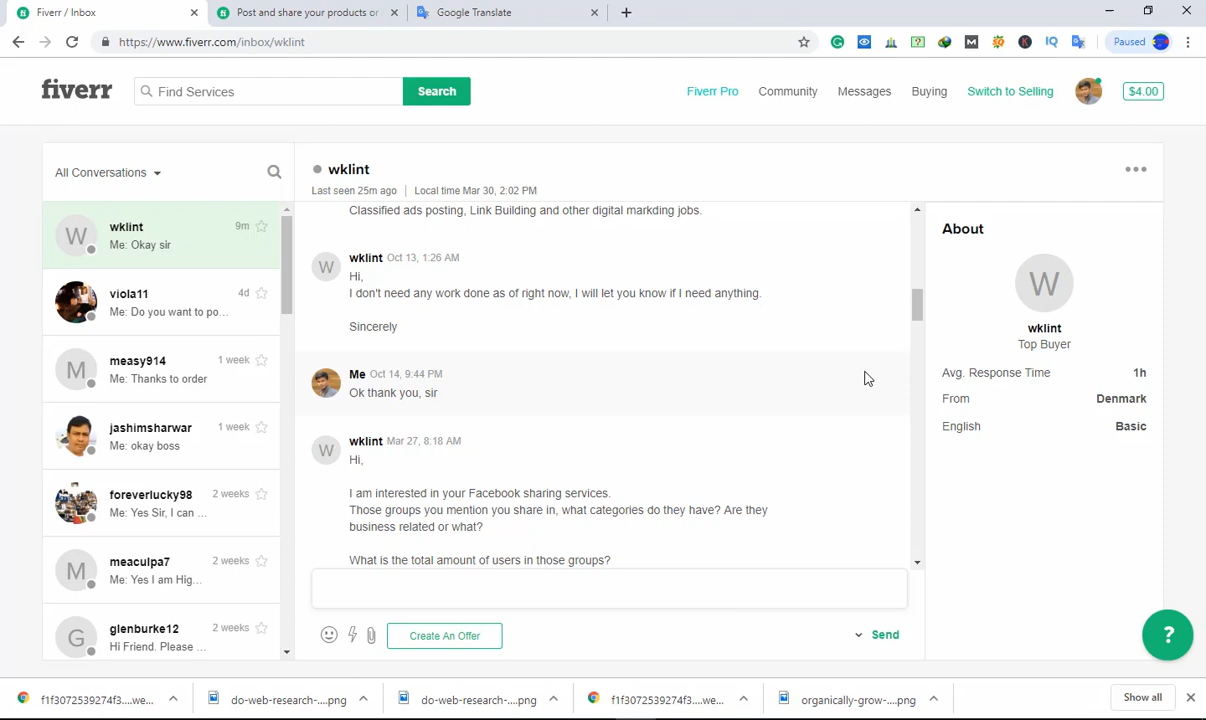 Fiverr / Inbox
Post and share your products or
Google Translate
https://www.fiverr.com/inbox/wklint
Paused
fiverr
Find Services
Search
Fiverr Pro
Community
Messages
Buying
Switch to Selling
$4.00
All Conversations
wklint
Last seen 25m ago
Local time Mar 30, 2:02 PM
W
wklint
9m
Me: Okay sir
viola11
4d
Me: Do you want to po...
M
measy914
1 week
Me: Thanks to order
jashimsharwar
1 week
Me: okay boss
foreverlucky98
2 weeks
Me: Yes Sir, I can ...
M
meaculpa7
2 weeks
Me: Yes I am Hig...
G
glenburke12
2 weeks
Hi Friend. Please ...
Classified ads posting, Link Building and other digital markding jobs.
W
wklint Oct 13, 1:26 AM
Hi,
I don't need any work done as of right now, I will let you know if I need anything.
Sincerely
Me Oct 14, 9:44 PM
Ok thank you, sir
W
wklint Mar 27, 8:18 AM
Hi,
I am interested in your Facebook sharing services.
Those groups you mention you share in, what categories do they have? Are they
business related or what?
What is the total amount of users in those groups?
Create An Offer
Send
About
W
wklint
Top Buyer
Avg. Response Time 1h
From Denmark
English Basic
?
f1f3072539274f3....we...
do-web-research-....png
do-web-research-....png
f1f3072539274f3....we...
organically-grow-....png
Show all